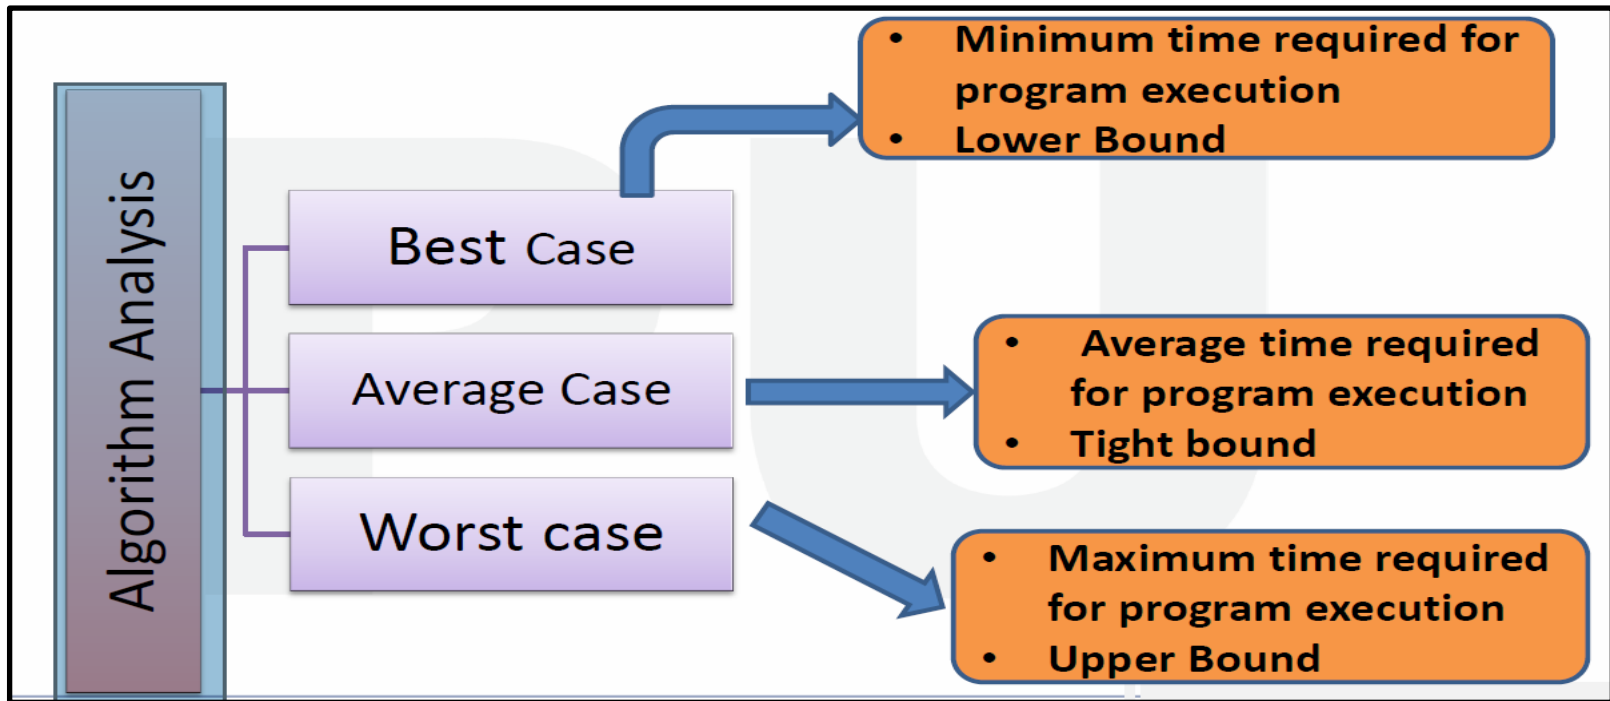 Algorithm Analysis
Best Case
• Minimum time required for
program execution
• Lower Bound
Average Case
• Average time required
for program execution
• Tight bound
Worst case
• Maximum time required
for program execution
• Upper Bound